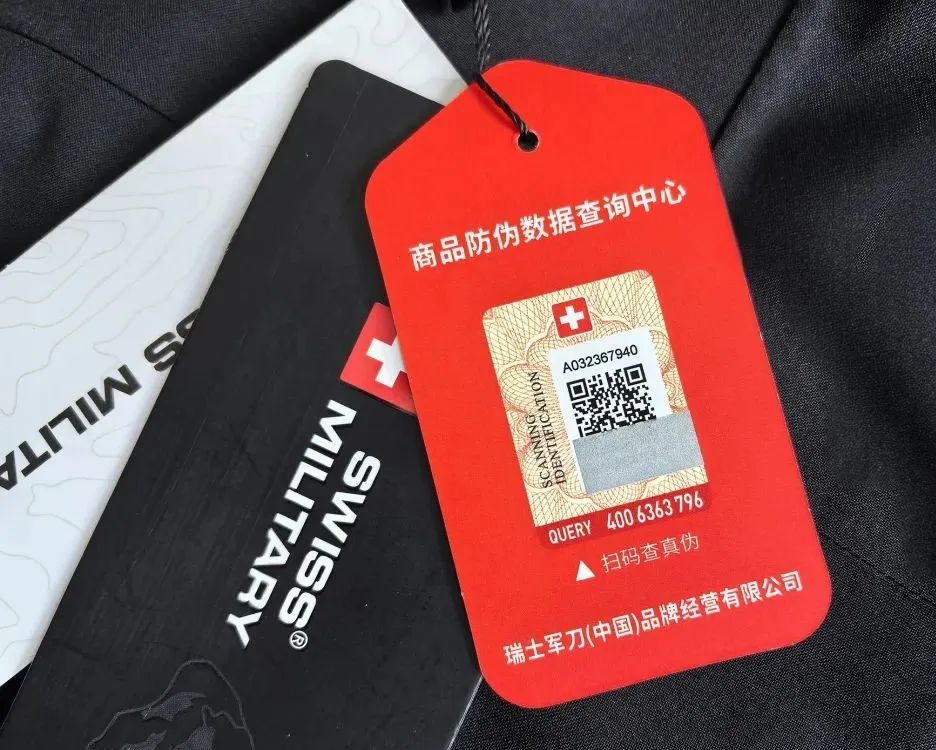 商品防伪数据查询中心
A032367940
SCANNING
IDENTIFICATION
QUERY 400 6363 796
扫码查真伪
瑞士军刀(中国)品牌经营有限公司
SWISS
MILITARY®
SS MILITA